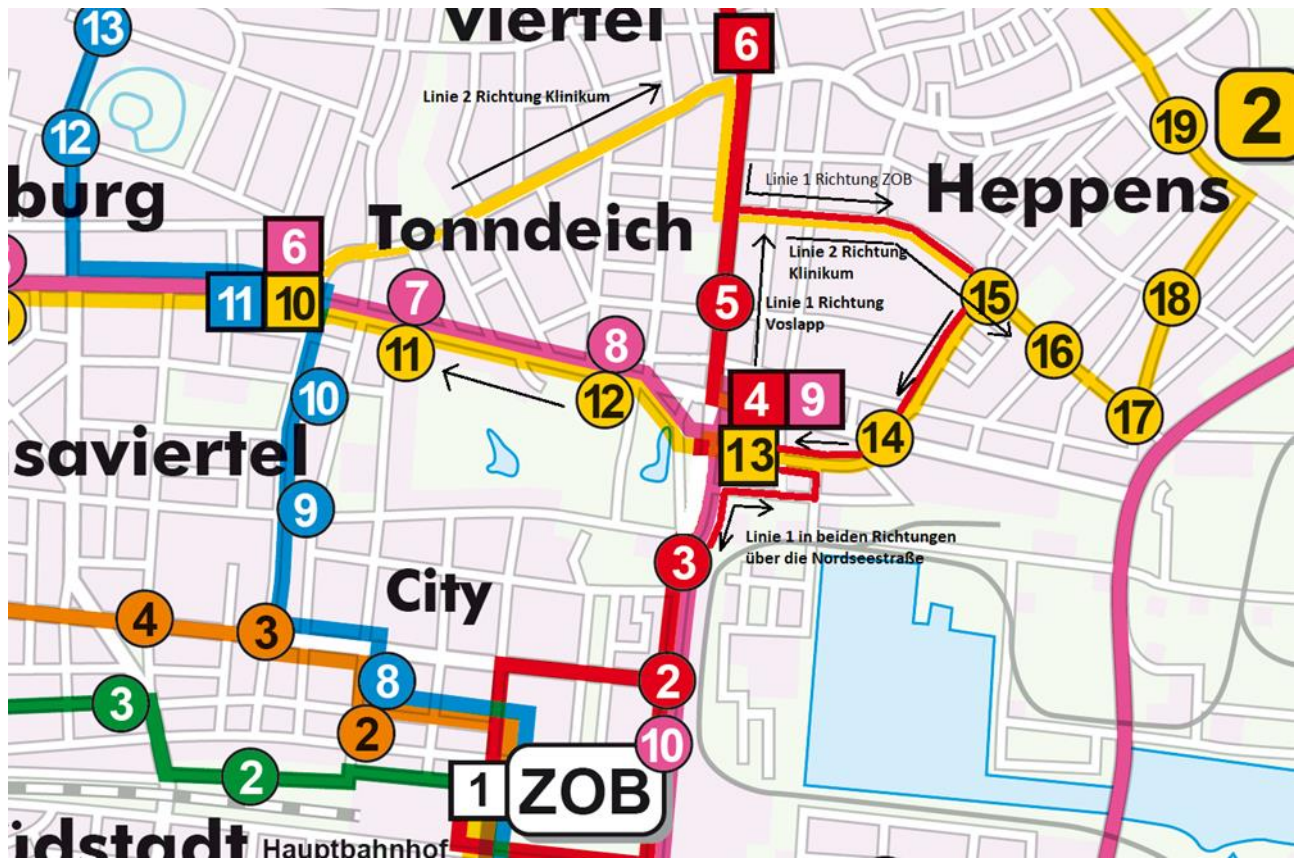 13
viertel
6
Linie 2 Richtung Klinikum
2
19
12
Linie 1 Richtung ZOB
Heppens
burg
Tonndeich
6
Linie 2 Richtung
Klinikum
11
10
7
5
Linie 1 Richtung
Voslapp
15
18
11
8
12
16
10
4
9
17
13
14
saviertel
9
Linie 1 in beiden Richtungen
über die Nordseestraße
3
City
4
3
8
2
3
2
10
2
1
ZOB
idstadt
Hauptbahnhof